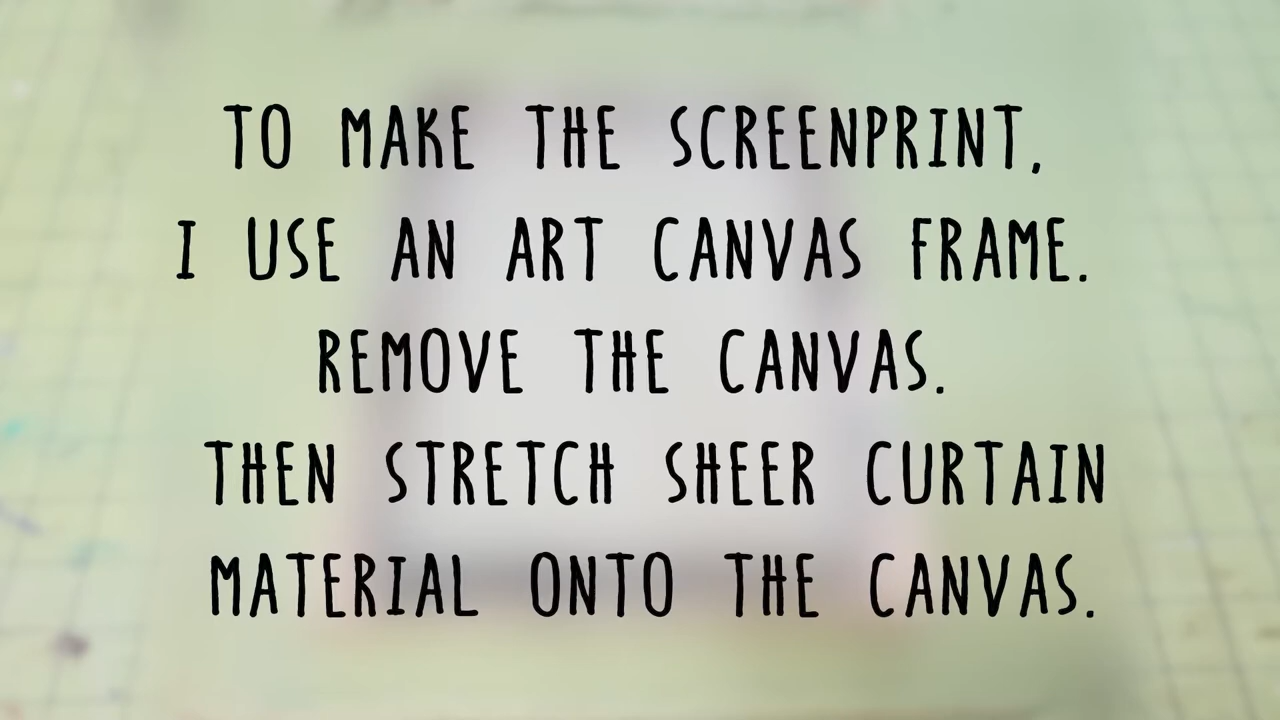 TO MAKE THE SCREENPRINT,
I USE AN ART CANVAS FRAME.
REMOVE THE CANVAS.
THEN STRETCH SHEER CURTAIN
MATERIAL ONTO THE CANVAS.